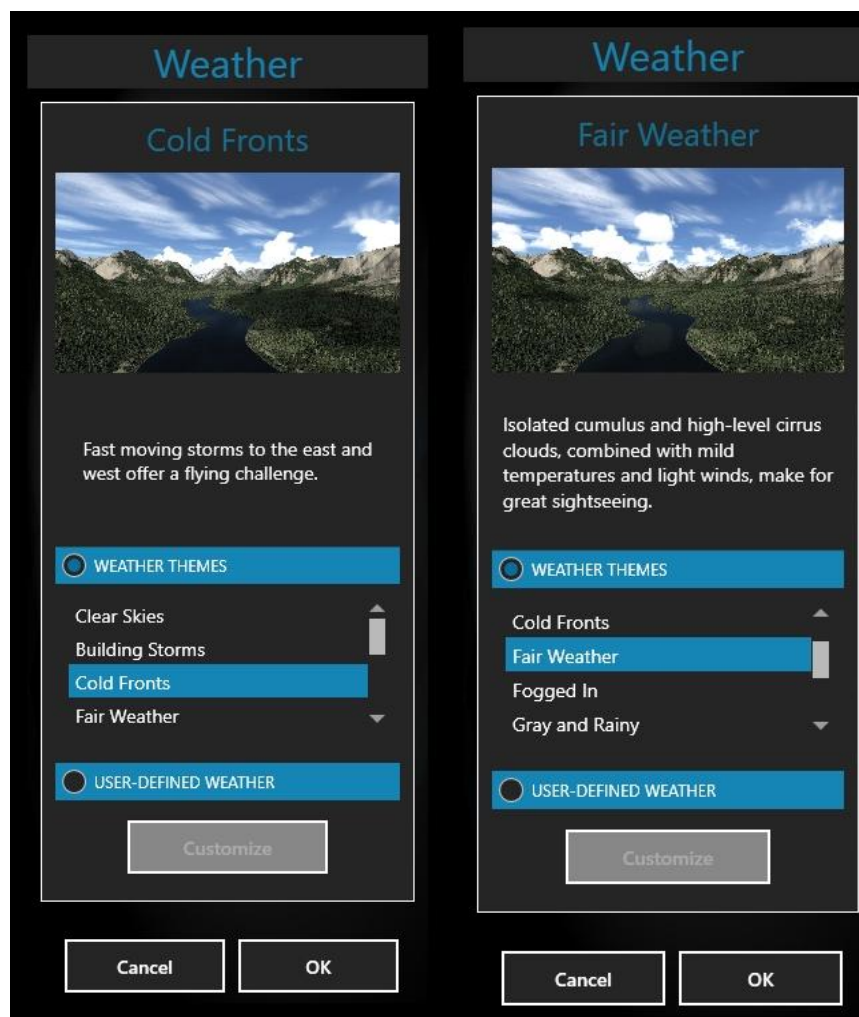 Weather
Cold Fronts
Fast moving storms to the east and
west offer a flying challenge.
WEATHER THEMES
Clear Skies
Building Storms
Cold Fronts
Fair Weather
USER-DEFINED WEATHER
Customize
Cancel
OK
Weather
Fair Weather
Isolated cumulus and high-level cirrus
clouds, combined with mild
temperatures and light winds, make for
great sightseeing.
WEATHER THEMES
Cold Fronts
Fair Weather
Fogged In
Gray and Rainy
USER-DEFINED WEATHER
Customize
Cancel
OK